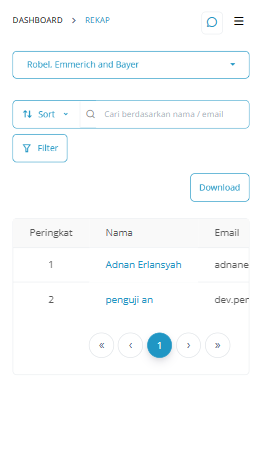 DASHBOARD > REKAP
Robel, Emmerich and Bayer
Sort
Cari berdasarkan nama / email
Filter
Download
Peringkat Nama Email
1 Adnan Erlansyah adnane
2 penguji an dev.per
« ‹ 1 › »